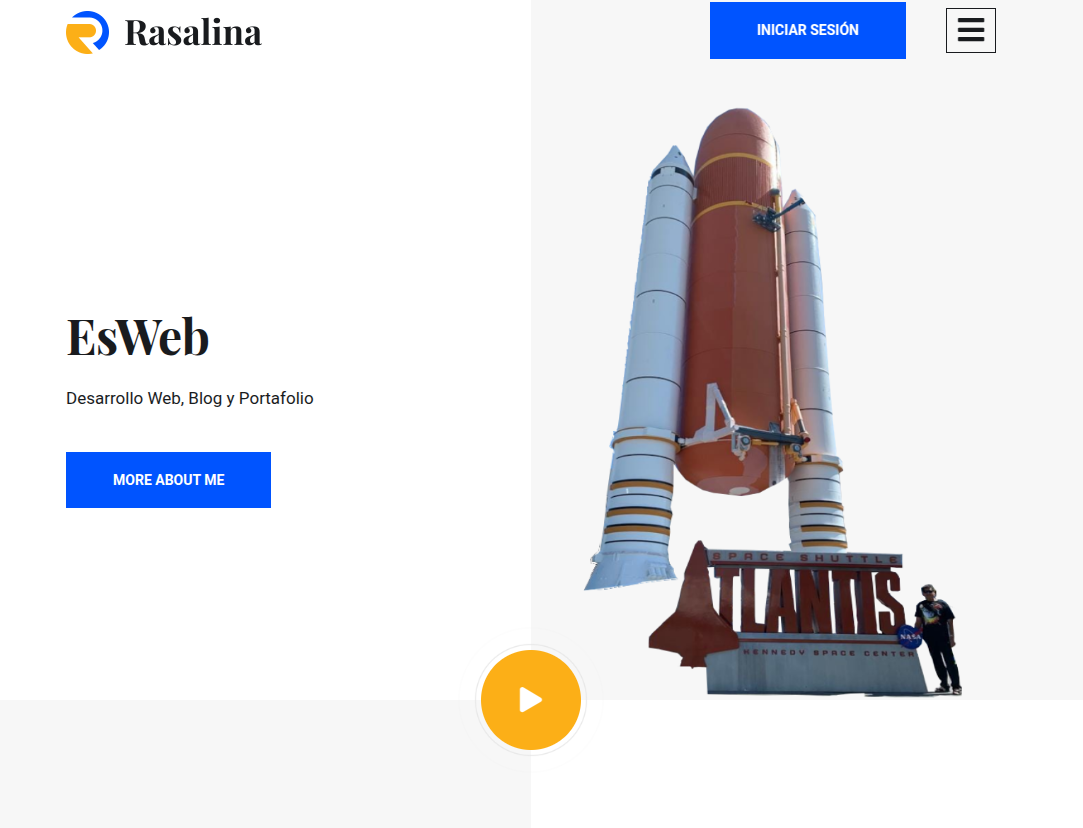 Rasalina
INICIAR SESIÓN
EsWeb
Desarrollo Web, Blog y Portafolio
MORE ABOUT ME
SPACE SHUTTLE
ATLANTIS
NASA
KENNEDY SPACE CENTER